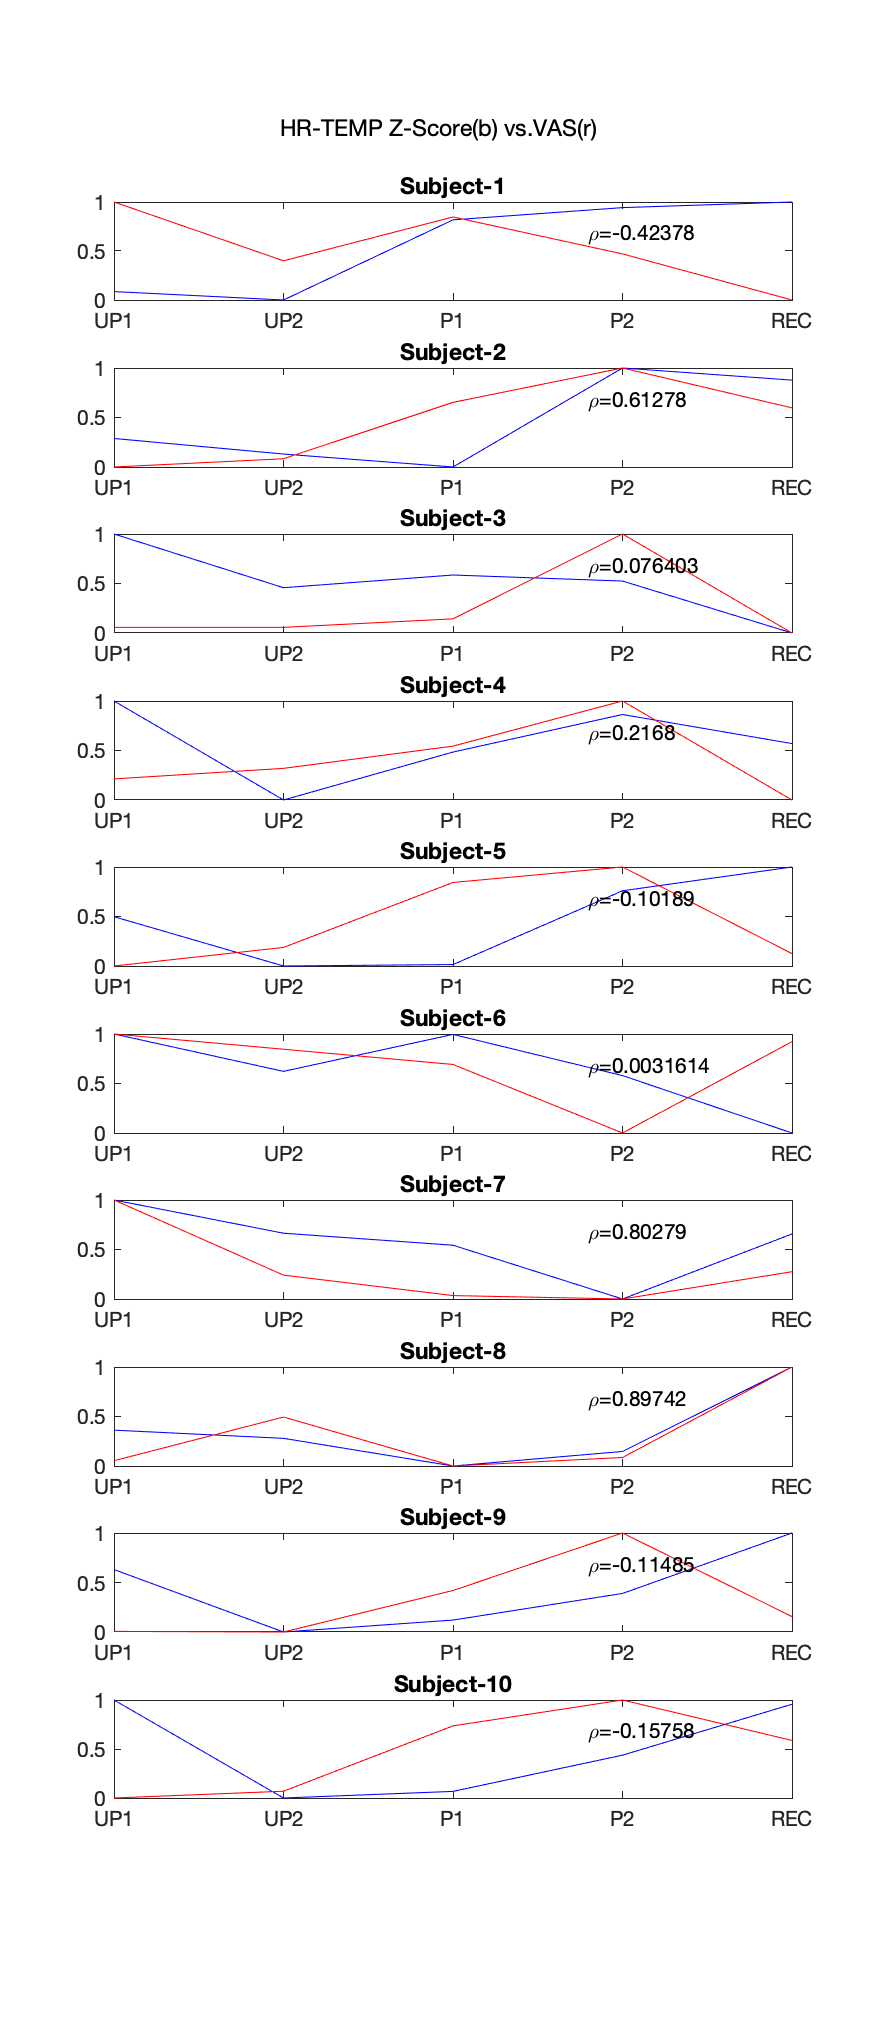 HR-TEMP Z-Score(b) vs.VAS(r)
Subject-1
1
0.5
0
ρ=-0.42378
UP1 UP2 P1 P2 REC
Subject-2
1
0.5
0
ρ=0.61278
UP1 UP2 P1 P2 REC
Subject-3
1
0.5
0
ρ=0.076403
UP1 UP2 P1 P2 REC
Subject-4
1
0.5
0
ρ=0.2168
UP1 UP2 P1 P2 REC
Subject-5
1
0.5
0
ρ=-0.10189
UP1 UP2 P1 P2 REC
Subject-6
1
0.5
0
ρ=0.0031614
UP1 UP2 P1 P2 REC
Subject-7
1
0.5
0
ρ=0.80279
UP1 UP2 P1 P2 REC
Subject-8
1
0.5
0
ρ=0.89742
UP1 UP2 P1 P2 REC
Subject-9
1
0.5
0
ρ=-0.11485
UP1 UP2 P1 P2 REC
Subject-10
1
0.5
0
ρ=-0.15758
UP1 UP2 P1 P2 REC